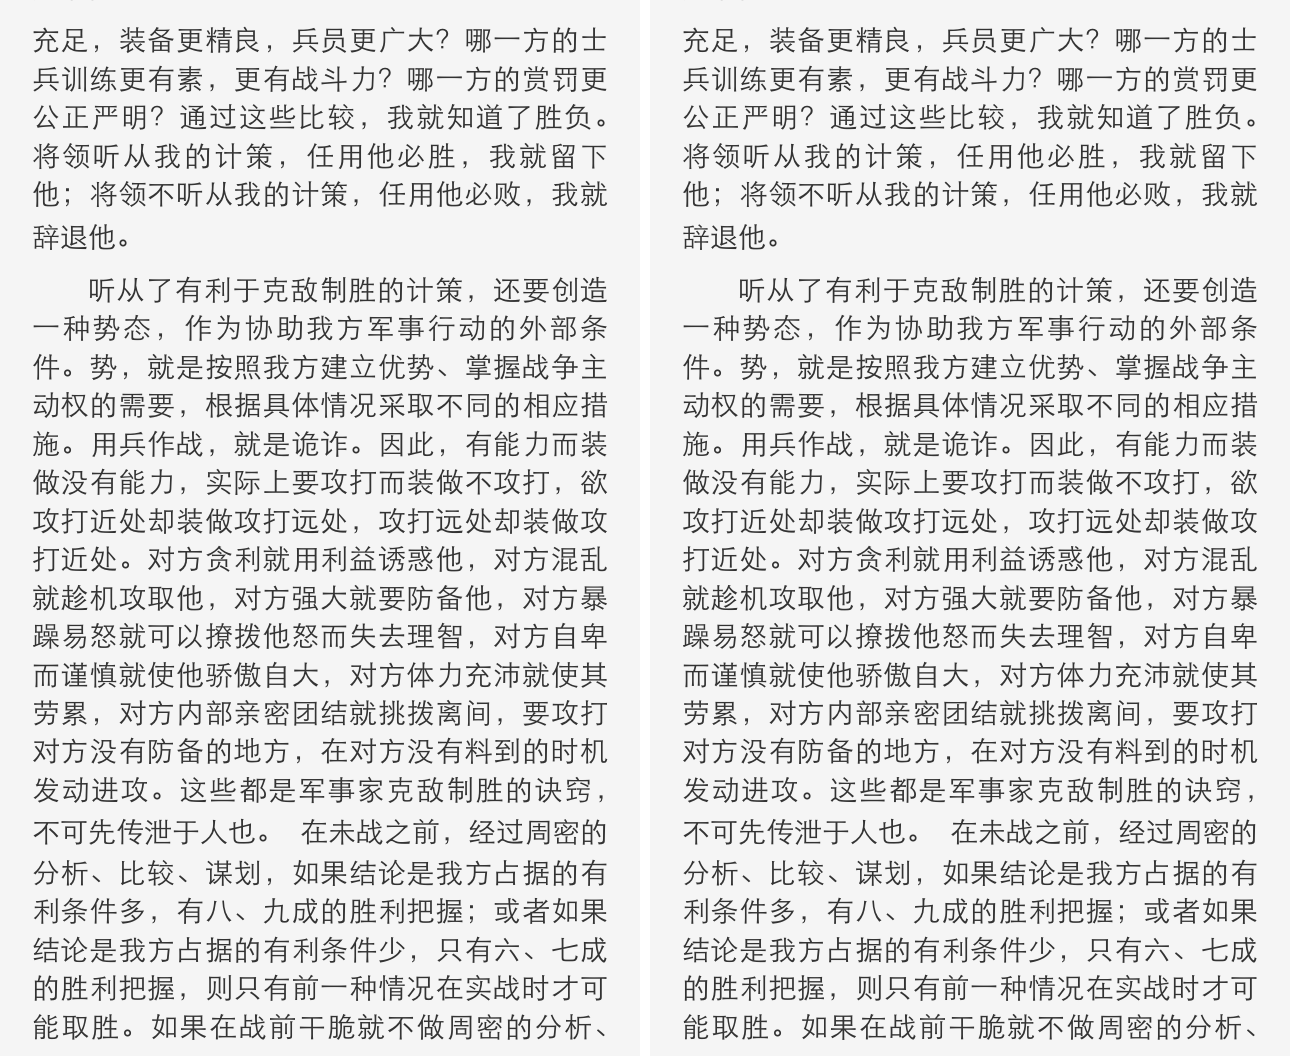 充足，装备更精良，兵员更广大？哪一方的士
兵训练更有素，更有战斗力？哪一方的赏罚更
公正严明？通过这些比较，我就知道了胜负。
将领听从我的计策，任用他必胜，我就留下
他；将领不听从我的计策，任用他必败，我就
辞退他。
听从了有利于克敌制胜的计策，还要创造
一种势态，作为协助我方军事行动的外部条
件。势，就是按照我方建立优势、掌握战争主
动权的需要，根据具体情况采取不同的相应措
施。用兵作战，就是诡诈。因此，有能力而装
做没有能力，实际上要攻打而装做不攻打，欲
攻打近处却装做攻打远处，攻打远处却装做攻
打近处。对方贪利就用利益诱惑他，对方混乱
就趁机攻取他，对方强大就要防备他，对方暴
躁易怒就可以撩拨他怒而失去理智，对方自卑
而谨慎就使他骄傲自大，对方体力充沛就使其
劳累，对方内部亲密团结就挑拨离间，要攻打
对方没有防备的地方，在对方没有料到的时机
发动进攻。这些都是军事家克敌制胜的诀窍，
不可先传泄于人也。 在未战之前，经过周密的
分析、比较、谋划，如果结论是我方占据的有
利条件多，有八、九成的胜利把握；或者如果
结论是我方占据的有利条件少，只有六、七成
的胜利把握，则只有前一种情况在实战时才可
能取胜。如果在战前干脆就不做周密的分析、
充足，装备更精良，兵员更广大？哪一方的士
兵训练更有素，更有战斗力？哪一方的赏罚更
公正严明？通过这些比较，我就知道了胜负。
将领听从我的计策，任用他必胜，我就留下
他；将领不听从我的计策，任用他必败，我就
辞退他。
听从了有利于克敌制胜的计策，还要创造
一种势态，作为协助我方军事行动的外部条
件。势，就是按照我方建立优势、掌握战争主
动权的需要，根据具体情况采取不同的相应措
施。用兵作战，就是诡诈。因此，有能力而装
做没有能力，实际上要攻打而装做不攻打，欲
攻打近处却装做攻打远处，攻打远处却装做攻
打近处。对方贪利就用利益诱惑他，对方混乱
就趁机攻取他，对方强大就要防备他，对方暴
躁易怒就可以撩拨他怒而失去理智，对方自卑
而谨慎就使他骄傲自大，对方体力充沛就使其
劳累，对方内部亲密团结就挑拨离间，要攻打
对方没有防备的地方，在对方没有料到的时机
发动进攻。这些都是军事家克敌制胜的诀窍，
不可先传泄于人也。 在未战之前，经过周密的
分析、比较、谋划，如果结论是我方占据的有
利条件多，有八、九成的胜利把握；或者如果
结论是我方占据的有利条件少，只有六、七成
的胜利把握，则只有前一种情况在实战时才可
能取胜。如果在战前干脆就不做周密的分析、